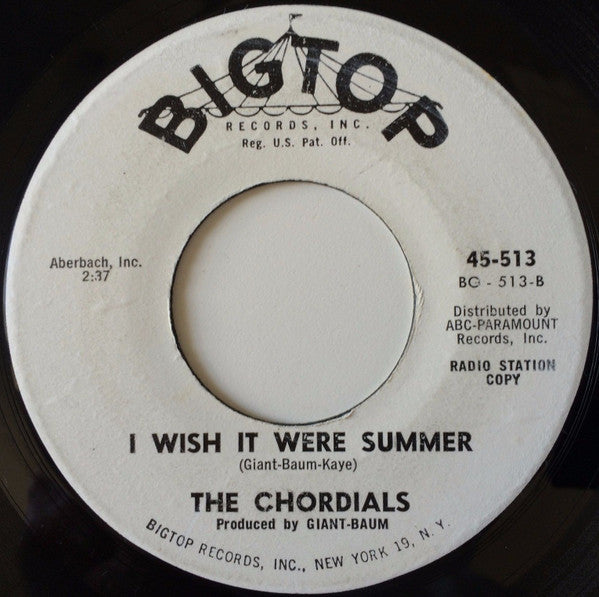 BIGTOP
RECORDS, INC.
Reg. U.S. Pat. Off.
Aberbach, Inc.
2:37
45-513
BG - 513-B
Distributed by
ABC-PARAMOUNT
Records, Inc.
RADIO STATION
COPY
I WISH IT WERE SUMMER
(Giant-Baum-Kaye)
THE CHORDIALS
Produced by GIANT-BAUM
BIGTOP RECORDS, INC., NEW YORK 19, N.Y.